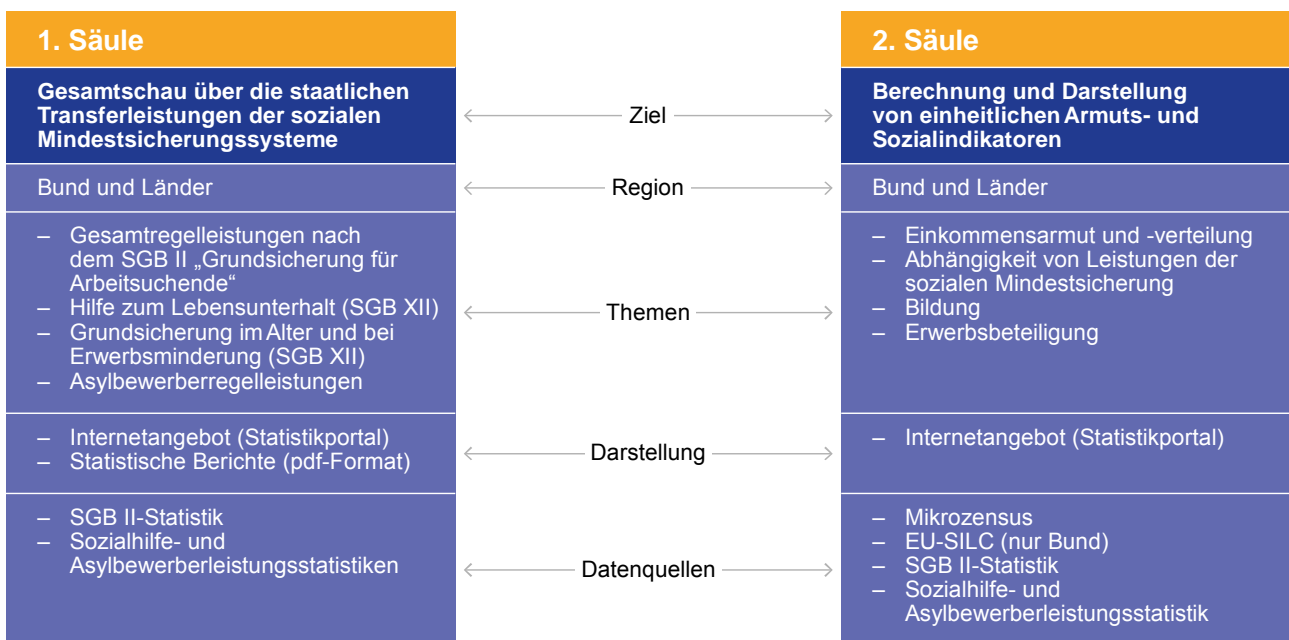 1. Säule
Gesamtschau über die staatlichen
Transferleistungen der sozialen
Mindestsicherungssysteme
Bund und Länder
– Gesamtregelleistungen nach
dem SGB II „Grundsicherung für
Arbeitsuchende“
– Hilfe zum Lebensunterhalt (SGB XII)
– Grundsicherung im Alter und bei
Erwerbsminderung (SGB XII)
– Asylbewerberregelleistungen
– Internetangebot (Statistikportal)
– Statistische Berichte (pdf-Format)
– SGB II-Statistik
– Sozialhilfe- und
Asylbewerberleistungsstatistiken
Ziel
Region
Themen
Darstellung
Datenquellen
2. Säule
Berechnung und Darstellung
von einheitlichen Armuts- und
Sozialindikatoren
Bund und Länder
– Einkommensarmut und -verteilung
– Abhängigkeit von Leistungen der
sozialen Mindestsicherung
– Bildung
– Erwerbsbeteiligung
– Internetangebot (Statistikportal)
– Mikrozensus
– EU-SILC (nur Bund)
– SGB II-Statistik
– Sozialhilfe- und
Asylbewerberleistungsstatistik